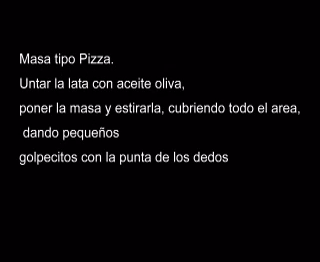 Masa tipo Pizza.
Untar la lata con aceite oliva,
poner la masa y estirarla, cubriendo todo el area,
dando pequeños
golpecitos con la punta de los dedos